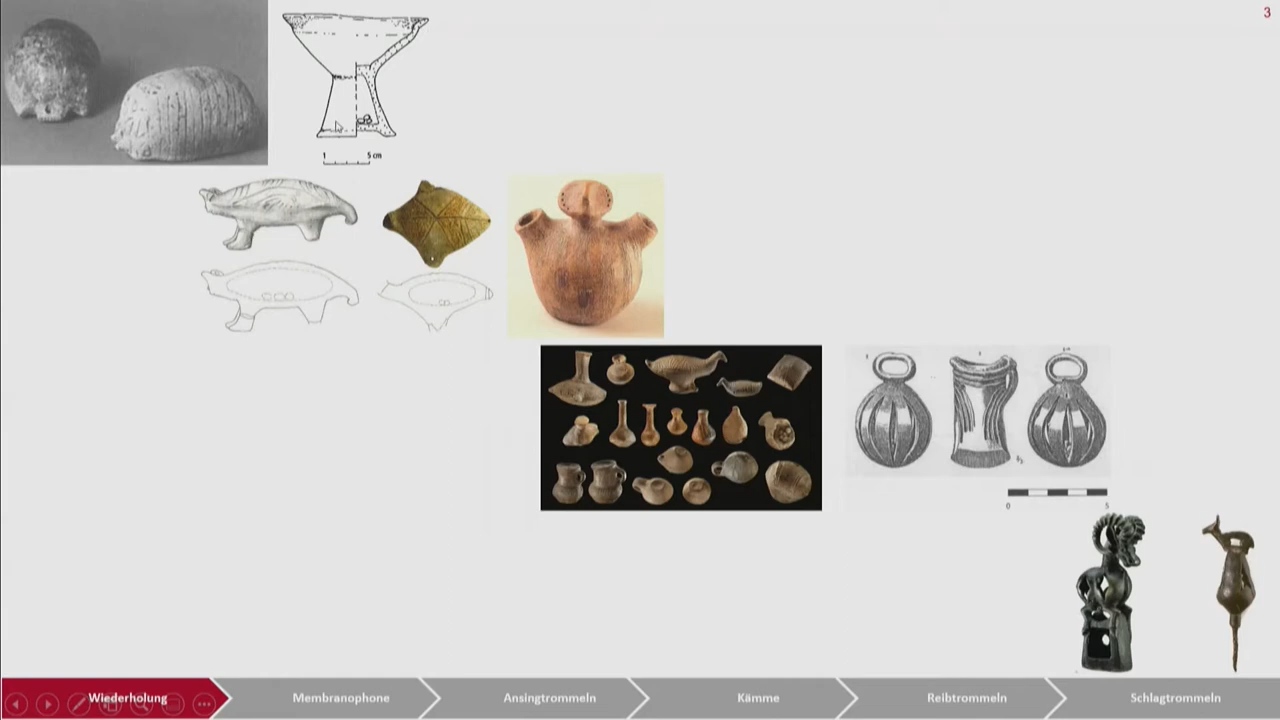 3
1 5 cm
0 5
Wiederholung
Membranophone
Ansingtrommeln
Kämme
Reibtrommeln
Schlagtrommeln